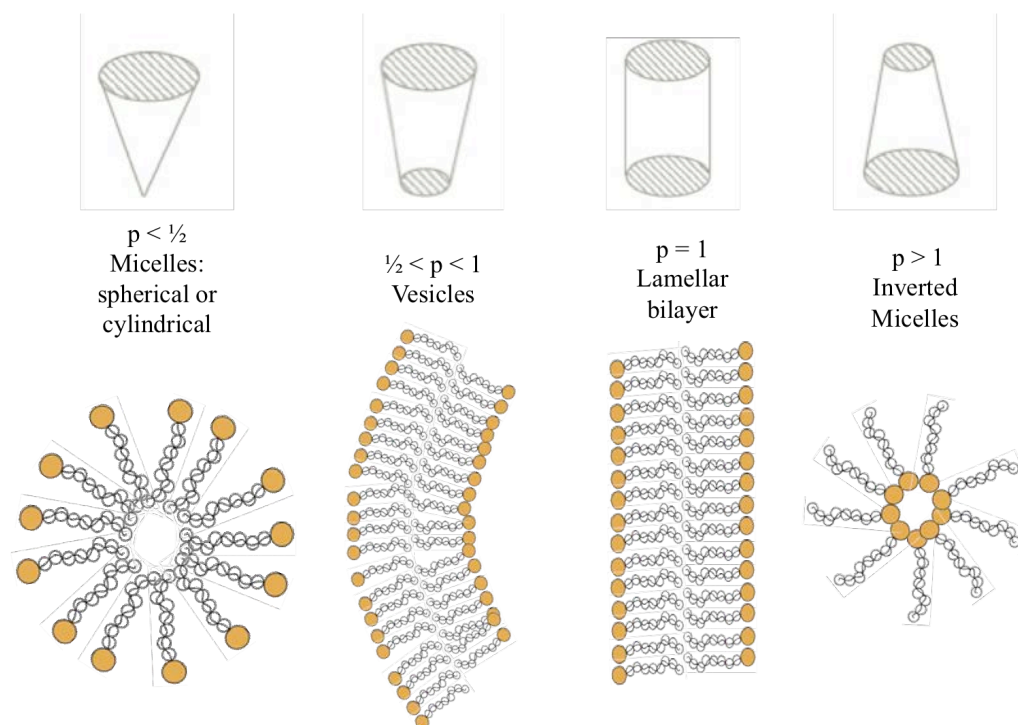 p < ½
Micelles:
spherical or
cylindrical
½ < p < 1
Vesicles
p = 1
Lamellar
bilayer
p > 1
Inverted
Micelles